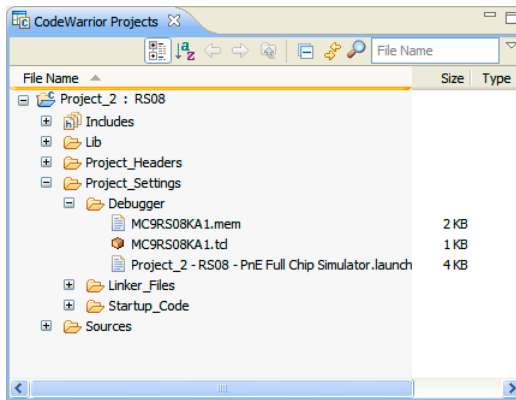 CodeWarrior Projects
File Name
File Name Size Type
Project_2 : RS08
Includes
Lib
Project_Headers
Project_Settings
Debugger
MC9RS08KA1.mem 2 KB
MC9RS08KA1.tcl 1 KB
Project_2 - RS08 - PnE Full Chip Simulator.launch 4 KB
Linker_Files
Startup_Code
Sources